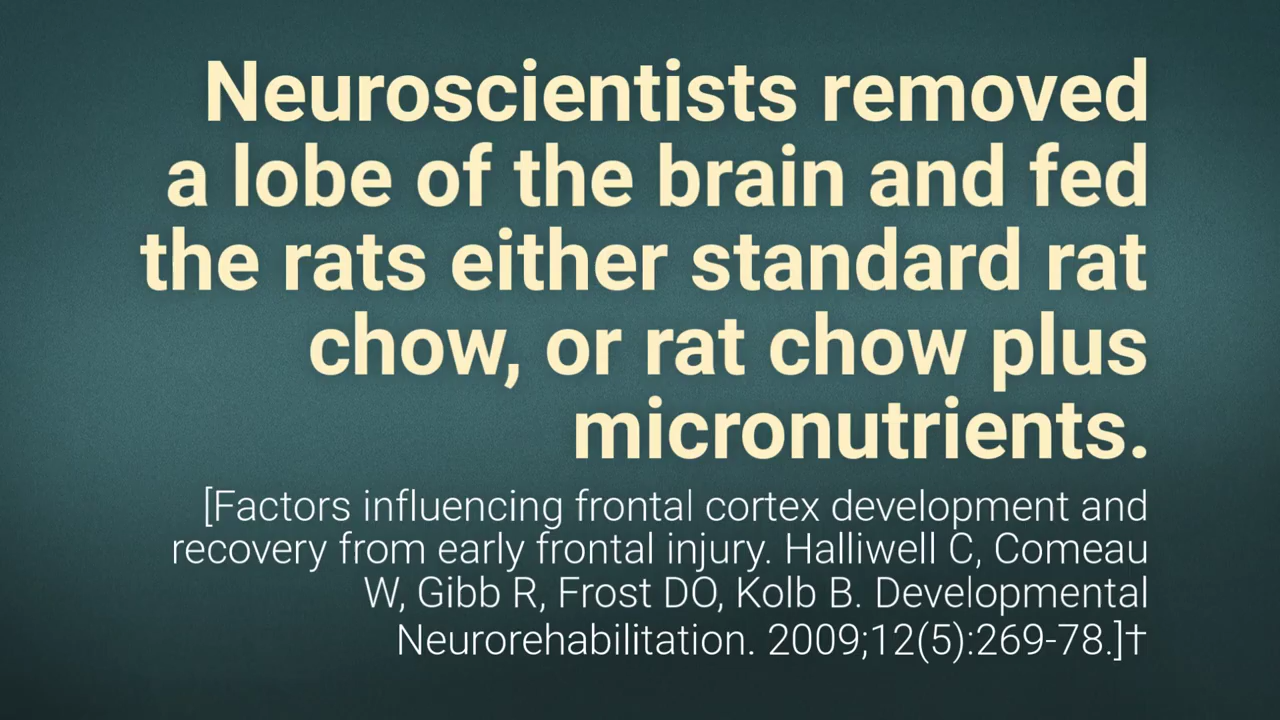 Neuroscientists removed
a lobe of the brain and fed
the rats either standard rat
chow, or rat chow plus
micronutrients.
[Factors influencing frontal cortex development and
recovery from early frontal injury. Halliwell C, Comeau
W, Gibb R, Frost DO, Kolb B. Developmental
Neurorehabilitation. 2009;12(5):269-78.]†